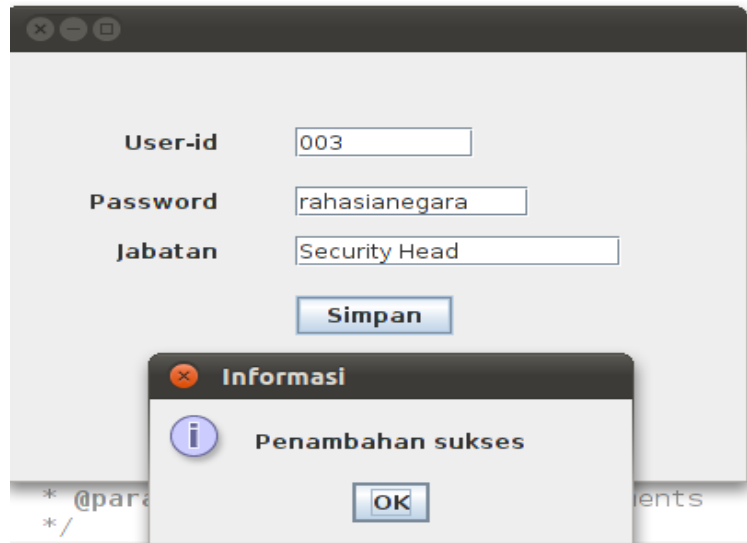 User-id 003
Password rahasianegara
Jabatan Security Head
Simpan
Informasi
i
Penambahan sukses
* @para
OK
ents
*/